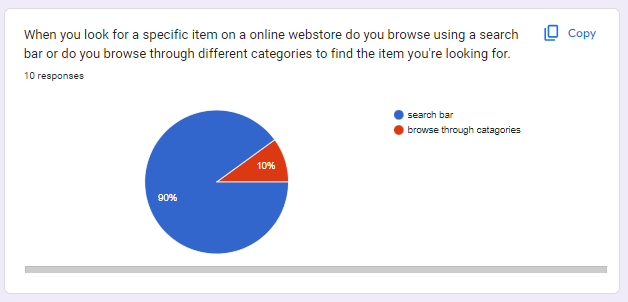 When you look for a specific item on a online webstore do you browse using a search
bar or do you browse through different categories to find the item you're looking for.
Copy
10 responses
search bar
browse through catagories
10%
90%